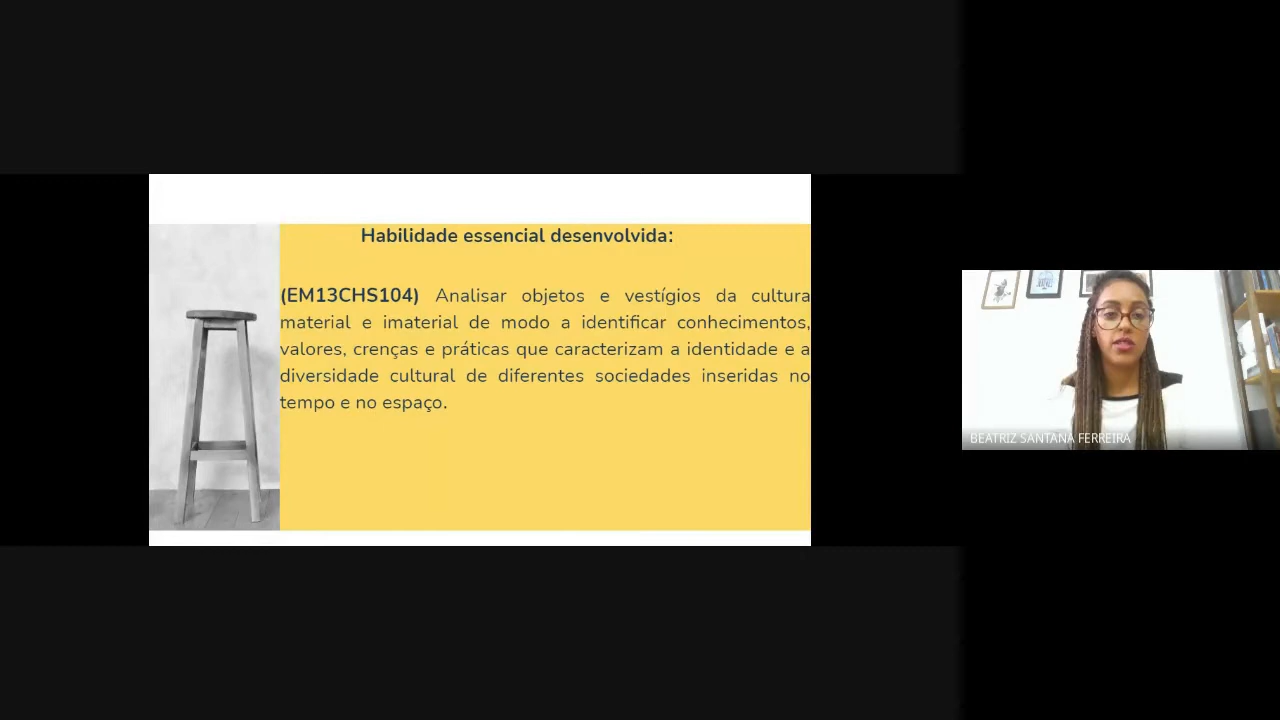 Habilidade essencial desenvolvida:
(EM13CHS104) Analisar objetos e vestígios da cultura
material e imaterial de modo a identificar conhecimentos,
valores, crenças e práticas que caracterizam a identidade e a
diversidade cultural de diferentes sociedades inseridas no
tempo e no espaço.
BEATRIZ SANTANA FERREIRA